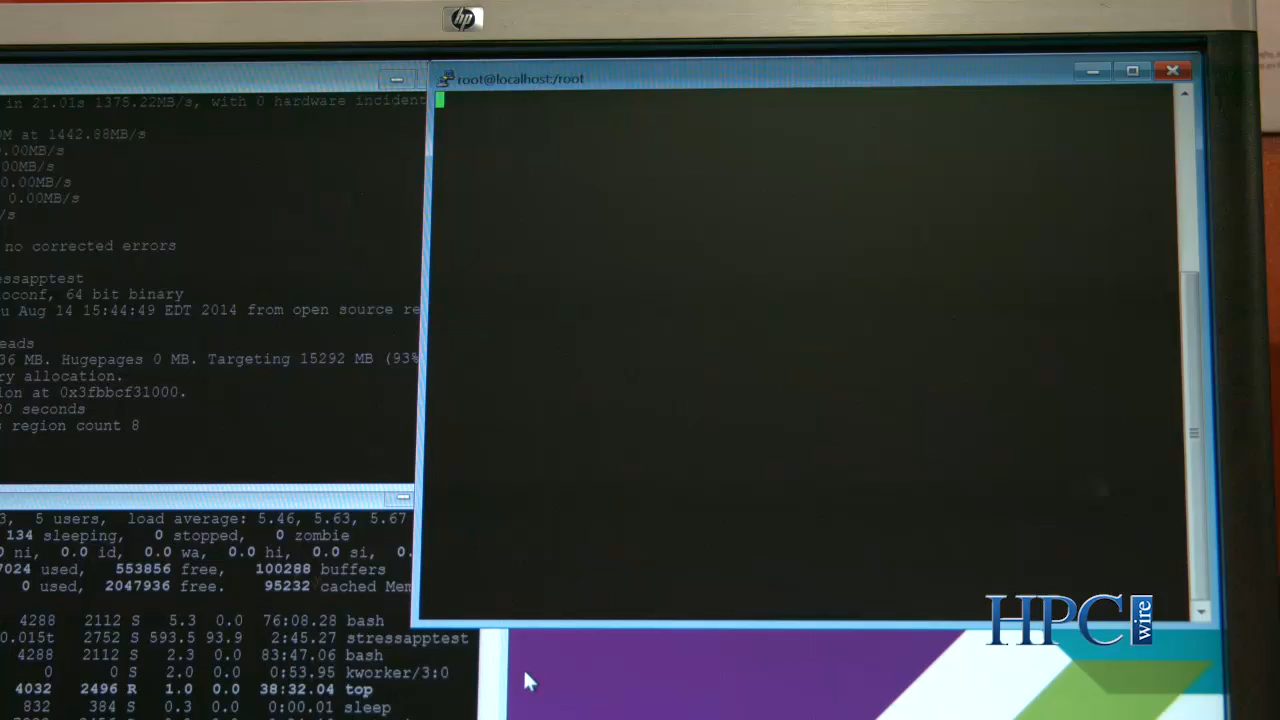 hp
in 21.01s 1375.22MB/s, with 0 hardware incident
M at 1442.88MB/s
.00MB/s
00MB/s
0.00MB/s
0.00MB/s
/s
no corrected errors
ssapptest
oconf, 64 bit binary
u Aug 14 15:44:49 EDT 2014 from open source re
eads
36 MB. Hugepages 0 MB. Targeting 15292 MB (93%
ry allocation.
ion at 0x3fbbcf31000.
20 seconds
s region count 8
root@localhost:/root
3, 5 users, load average: 5.46, 5.63, 5.67
134 sleeping, 0 stopped, 0 zombie
0 ni, 0.0 id, 0.0 wa, 0.0 hi, 0.0 si, 0.
7024 used, 553856 free, 100288 buffers
0 used, 2047936 free. 95232 cached Mem
4288 2112 S 5.3 0.0 76:08.28 bash
0.015t 2752 S 593.5 93.9 2:45.27 stressapptest
4288 2112 S 2.3 0.0 83:47.06 bash
0 0 S 2.0 0.0 0:53.95 kworker/3:0
4032 2496 R 1.0 0.0 38:32.04 top
832 384 S 0.3 0.0 0:00.01 sleep
HPC wire